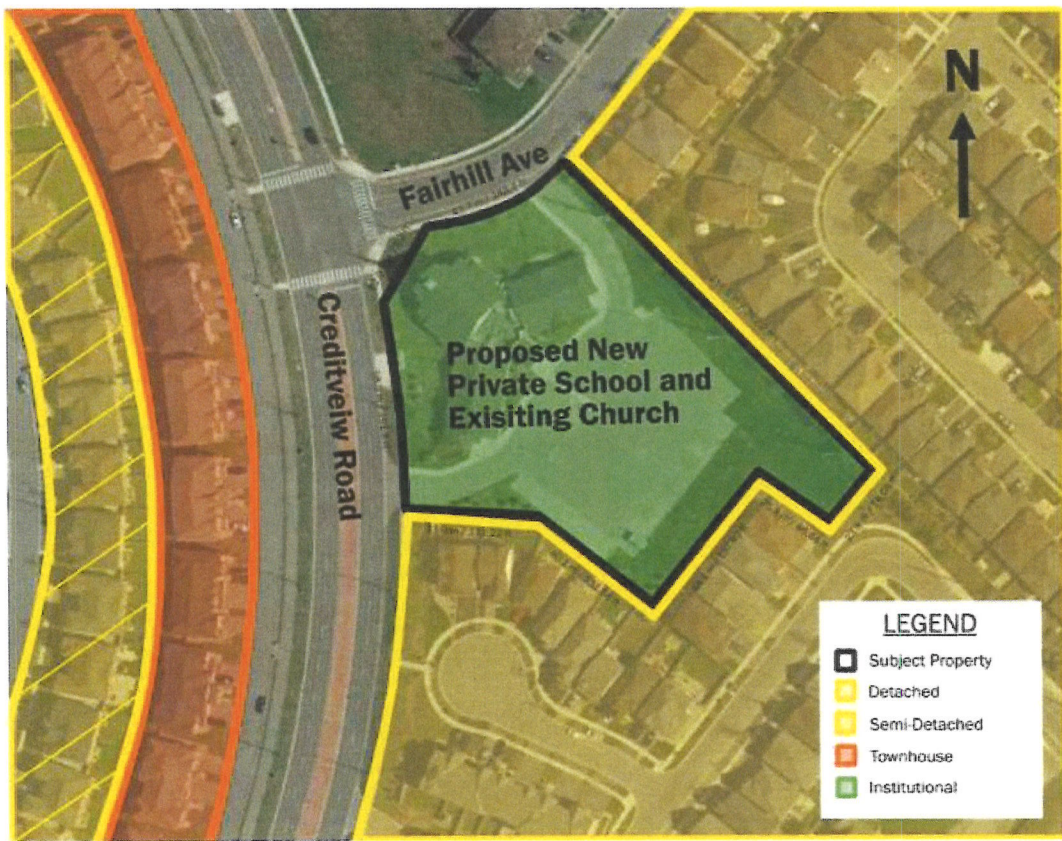 N
Fairhill Ave
Creditveiw Road
Proposed New
Private School and
Exisiting Church
LEGEND
Subject Property
Detached
Semi-Detached
Townhouse
Institutional